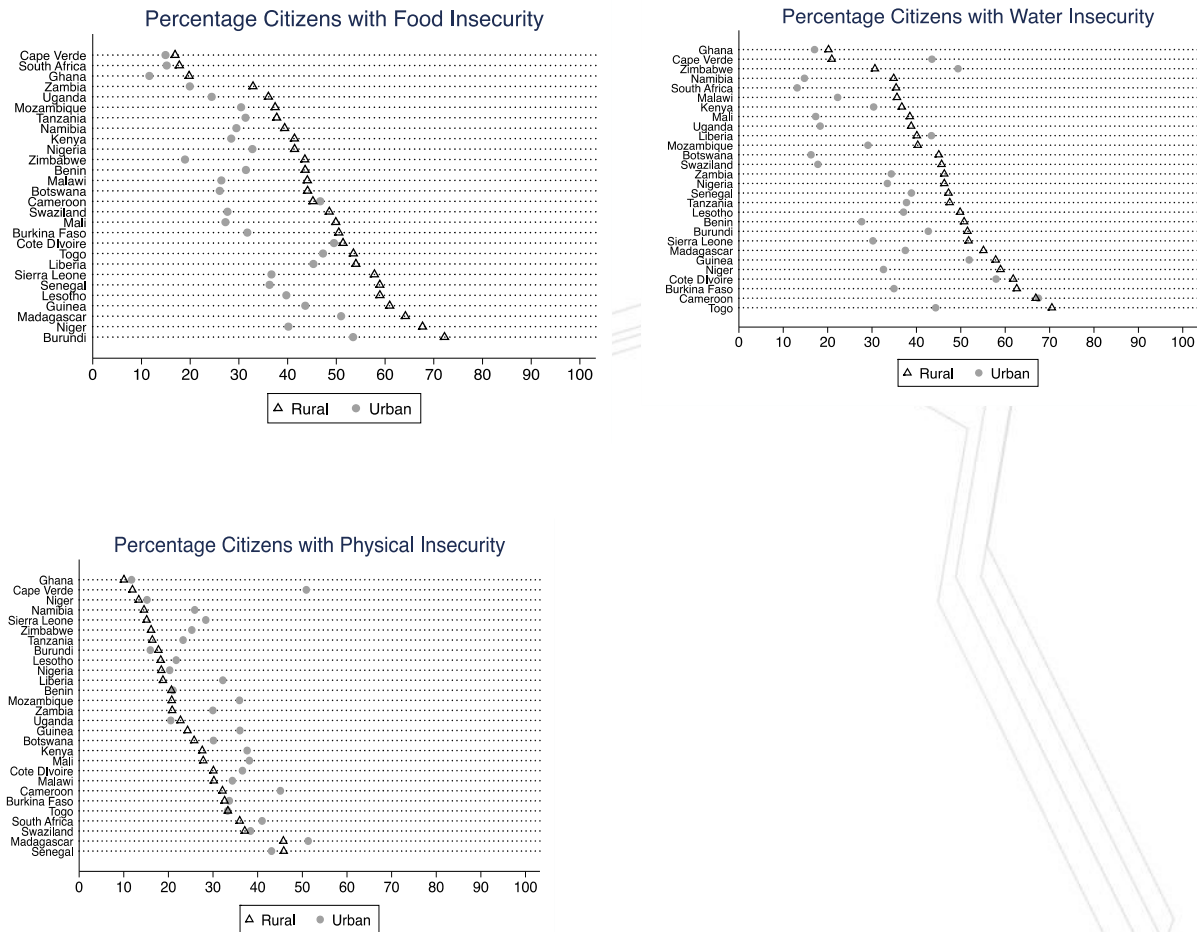 Percentage Citizens with Food Insecurity
Cape Verde
South Africa
Ghana
Zambia
Uganda
Mozambique
Tanzania
Namibia
Kenya
Nigeria
Zimbabwe
Benin
Malawi
Botswana
Cameroon
Swaziland
Mali
Burkina Faso
Cote DIvoire
Togo
Liberia
Sierra Leone
Senegal
Lesotho
Guinea
Madagascar
Niger
Burundi
0 10 20 30 40 50 60 70 80 90 100
Rural Urban
Percentage Citizens with Water Insecurity
Ghana
Cape Verde
Zimbabwe
Namibia
South Africa
Malawi
Kenya
Mali
Uganda
Liberia
Mozambique
Botswana
Swaziland
Zambia
Nigeria
Senegal
Tanzania
Lesotho
Benin
Burundi
Sierra Leone
Madagascar
Guinea
Niger
Cote DIvoire
Burkina Faso
Cameroon
Togo
0 10 20 30 40 50 60 70 80 90 100
Rural Urban
Percentage Citizens with Physical Insecurity
Ghana
Cape Verde
Niger
Namibia
Sierra Leone
Zimbabwe
Tanzania
Burundi
Lesotho
Nigeria
Liberia
Benin
Mozambique
Zambia
Uganda
Guinea
Botswana
Kenya
Mali
Cote DIvoire
Malawi
Cameroon
Burkina Faso
Togo
South Africa
Swaziland
Madagascar
Senegal
0 10 20 30 40 50 60 70 80 90 100
Rural Urban